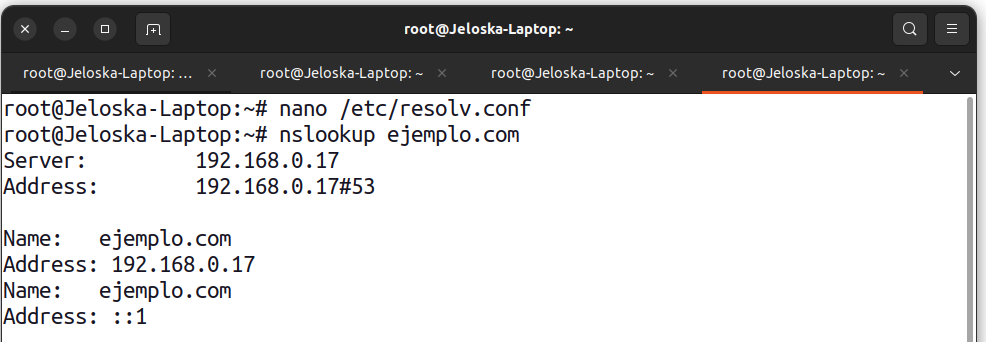 root@Jeloska-Laptop: ~
root@Jeloska-Laptop: ... root@Jeloska-Laptop: ~ root@Jeloska-Laptop: ~ root@Jeloska-Laptop: ~
root@Jeloska-Laptop:~# nano /etc/resolv.conf
root@Jeloska-Laptop:~# nslookup ejemplo.com
Server:         192.168.0.17
Address:        192.168.0.17#53

Name:   ejemplo.com
Address: 192.168.0.17
Name:   ejemplo.com
Address: ::1